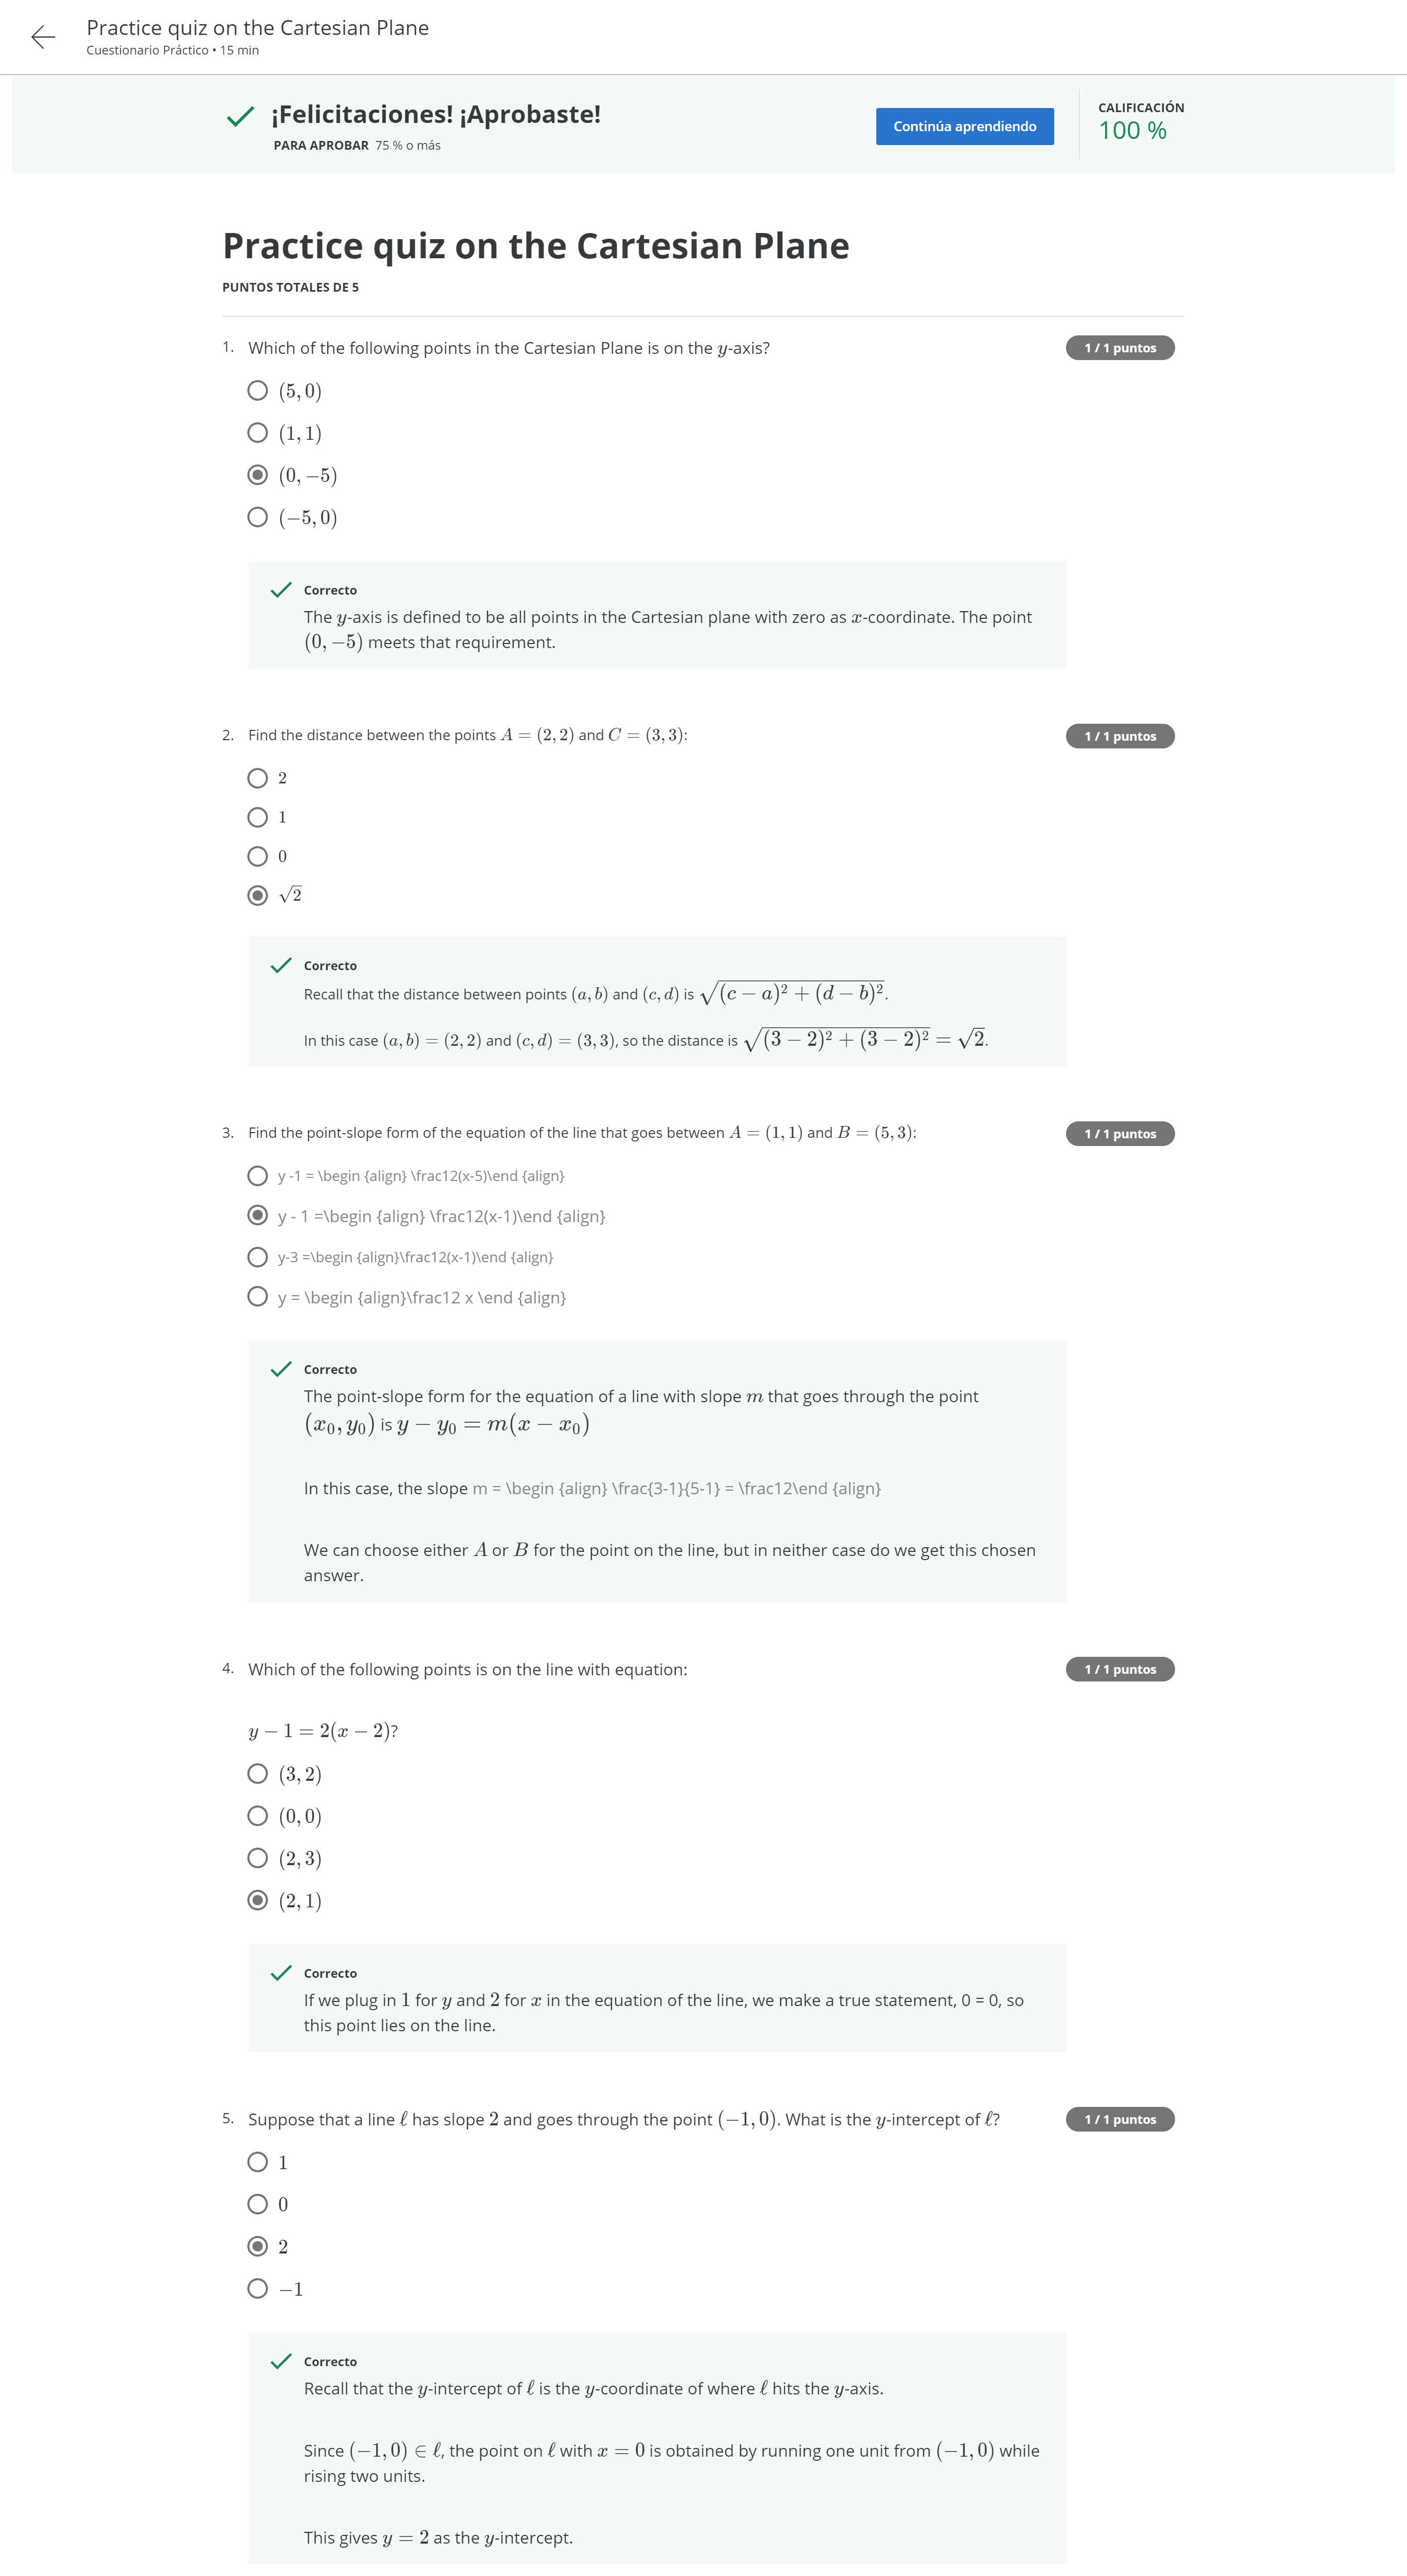 Practice quiz on the Cartesian Plane
Cuestionario Práctico • 15 min
¡Felicitaciones! ¡Aprobaste!
PARA APROBAR 75 % o más
Continúa aprendiendo
CALIFICACIÓN
100 %
Practice quiz on the Cartesian Plane
PUNTOS TOTALES DE 5
1. Which of the following points in the Cartesian Plane is on the y-axis?
1 / 1 puntos
(5, 0)
(1, 1)
(0, −5)
(−5, 0)
Correcto
The y-axis is defined to be all points in the Cartesian plane with zero as x-coordinate. The point
(0, −5) meets that requirement.
2. Find the distance between the points A = (2, 2) and C = (3, 3):
1 / 1 puntos
2
1
0
√2
Correcto
Recall that the distance between points (a, b) and (c, d) is √((c − a)² + (d − b)²).
In this case (a, b) = (2, 2) and (c, d) = (3, 3), so the distance is √((3 − 2)² + (3 − 2)²) = √2.
3. Find the point-slope form of the equation of the line that goes between A = (1, 1) and B = (5, 3):
1 / 1 puntos
y -1 = \begin {align} \frac12(x-5)\end {align}
y - 1 =\begin {align} \frac12(x-1)\end {align}
y-3 =\begin {align}\frac12(x-1)\end {align}
y = \begin {align}\frac12 x \end {align}
Correcto
The point-slope form for the equation of a line with slope m that goes through the point
(x₀, y₀) is y − y₀ = m(x − x₀)
In this case, the slope m = \begin {align} \frac{3-1}{5-1} = \frac12\end {align}
We can choose either A or B for the point on the line, but in neither case do we get this chosen
answer.
4. Which of the following points is on the line with equation:
1 / 1 puntos
y − 1 = 2(x − 2)?
(3, 2)
(0, 0)
(2, 3)
(2, 1)
Correcto
If we plug in 1 for y and 2 for x in the equation of the line, we make a true statement, 0 = 0, so
this point lies on the line.
5. Suppose that a line ℓ has slope 2 and goes through the point (−1, 0). What is the y-intercept of ℓ?
1 / 1 puntos
1
0
2
−1
Correcto
Recall that the y-intercept of ℓ is the y-coordinate of where ℓ hits the y-axis.
Since (−1, 0) ∈ ℓ, the point on ℓ with x = 0 is obtained by running one unit from (−1, 0) while
rising two units.
This gives y = 2 as the y-intercept.